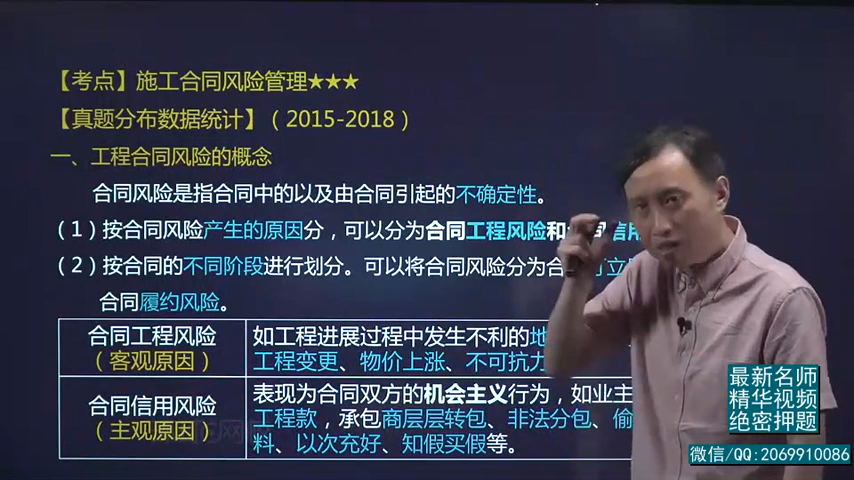 【考点】施工合同风险管理★★★
【真题分布数据统计】（2015-2018）
一、工程合同风险的概念
合同风险是指合同中的以及由合同引起的不确定性。
（1）按合同风险产生的原因分，可以分为合同工程风险和合同信用
（2）按合同的不同阶段进行划分。可以将合同风险分为合
合同履约风险。
合同工程风险
（客观原因）
如工程进展过程中发生不利的地
工程变更、物价上涨、不可抗力
合同信用风险
（主观原因）
表现为合同双方的机会主义行为，如业主
工程款，承包商层层转包、非法分包、偷
料、以次充好、知假买假等。
最新名师
精华视频
绝密押题
微信/QQ:2069910086